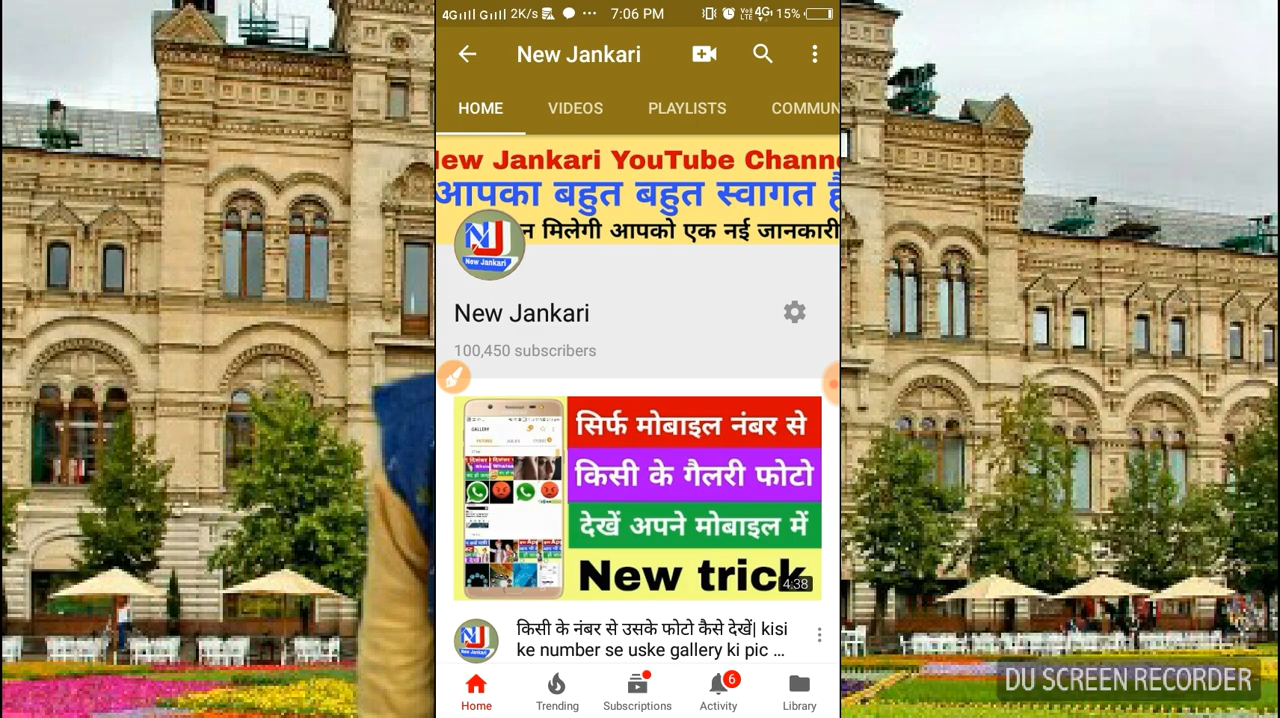 4G G 2K/s 7:06 PM 4G 15%
New Jankari
HOME VIDEOS PLAYLISTS COMMUN
ew Jankari YouTube Chann
आपका बहुत बहुत स्वागत है
न मिलेगी आपको एक नई जानकारी
NJ
New Jankari
New Jankari
100,450 subscribers
GALLERY
सिर्फ मोबाइल नंबर से
किसी के गैलरी फोटो
देखें अपने मोबाइल में
New trick
4:38
किसी के नंबर से उसके फोटो कैसे देखें| kisi
ke number se uske gallery ki pic ...
Home Trending Subscriptions Activity 6 Library
DU SCREEN RECORDER